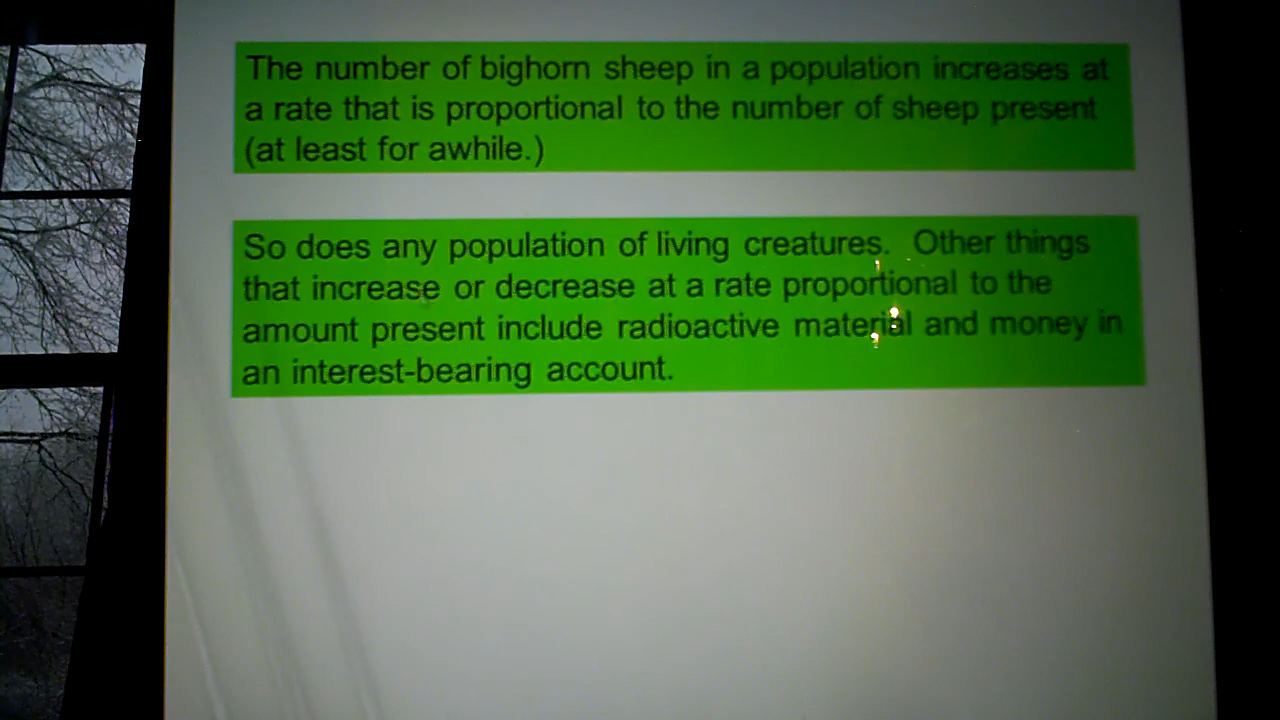 The number of bighorn sheep in a population increases at
a rate that is proportional to the number of sheep present
(at least for awhile.)
So does any population of living creatures. Other things
that increase or decrease at a rate proportional to the
amount present include radioactive material and money in
an interest-bearing account.